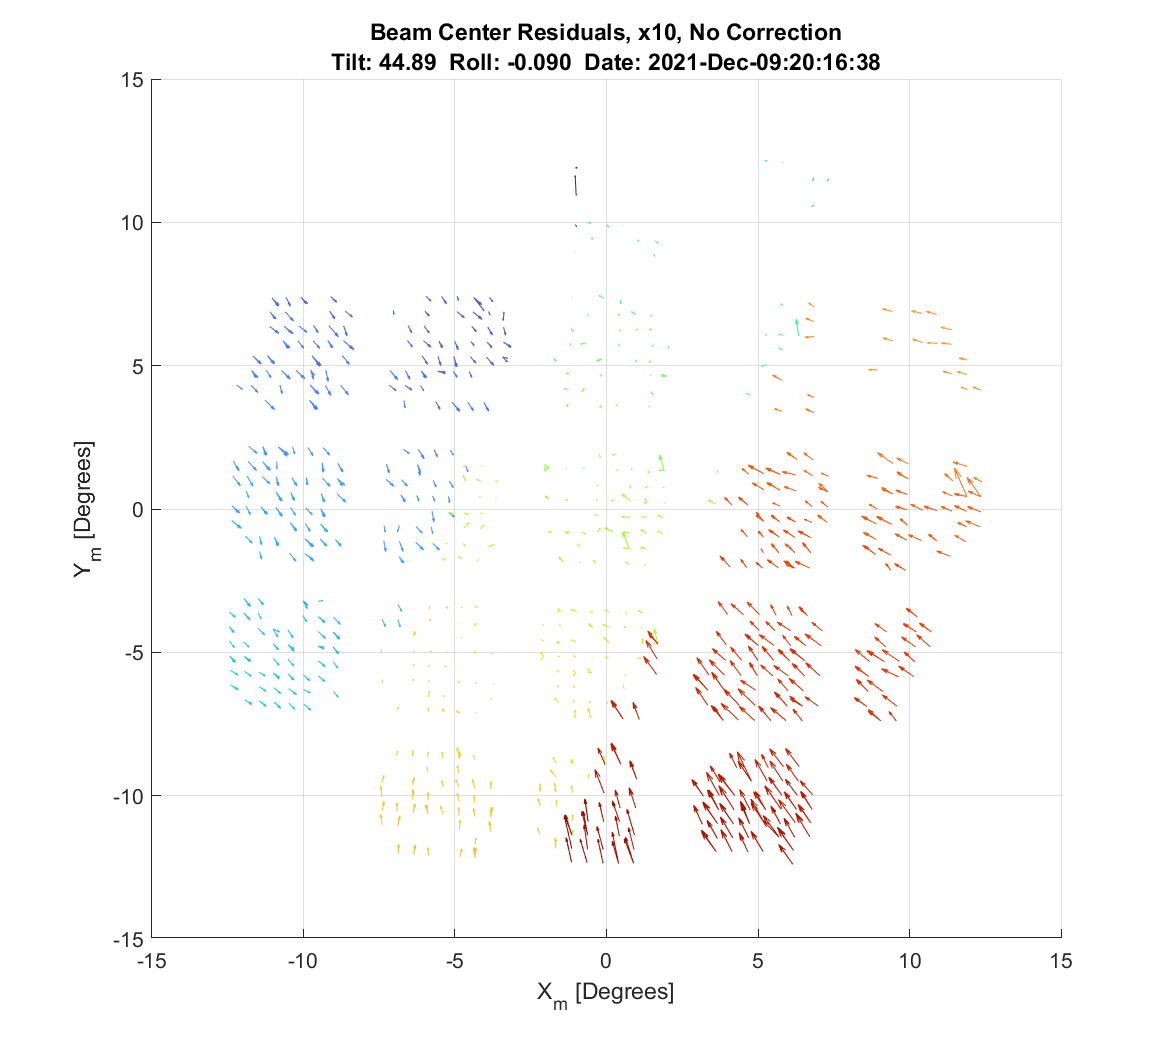 Beam Center Residuals, x10, No Correction
Tilt: 44.89 Roll: -0.090 Date: 2021-Dec-09:20:16:38
15
10
5
0
-5
-10
-15
Y_m [Degrees]
-15 -10 -5 0 5 10 15
X_m [Degrees]